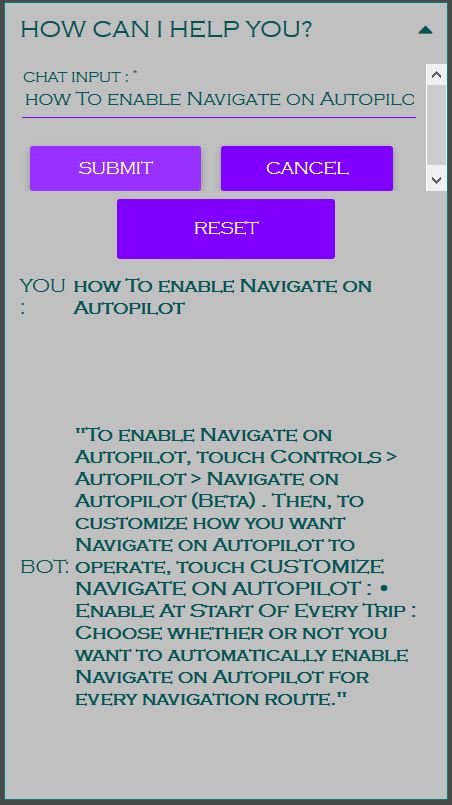 HOW CAN I HELP YOU?
CHAT INPUT : *
how To enable Navigate on Autopilo
SUBMIT
CANCEL
RESET
YOU : how To enable Navigate on
Autopilot
"To enable Navigate on
Autopilot, touch Controls >
Autopilot > Navigate on
Autopilot (Beta) . Then, to
customize how you want
Navigate on Autopilot to
BOT: operate, touch CUSTOMIZE
NAVIGATE ON AUTOPILOT : •
Enable At Start Of Every Trip :
Choose whether or not you
want to automatically enable
Navigate on Autopilot for
every navigation route."